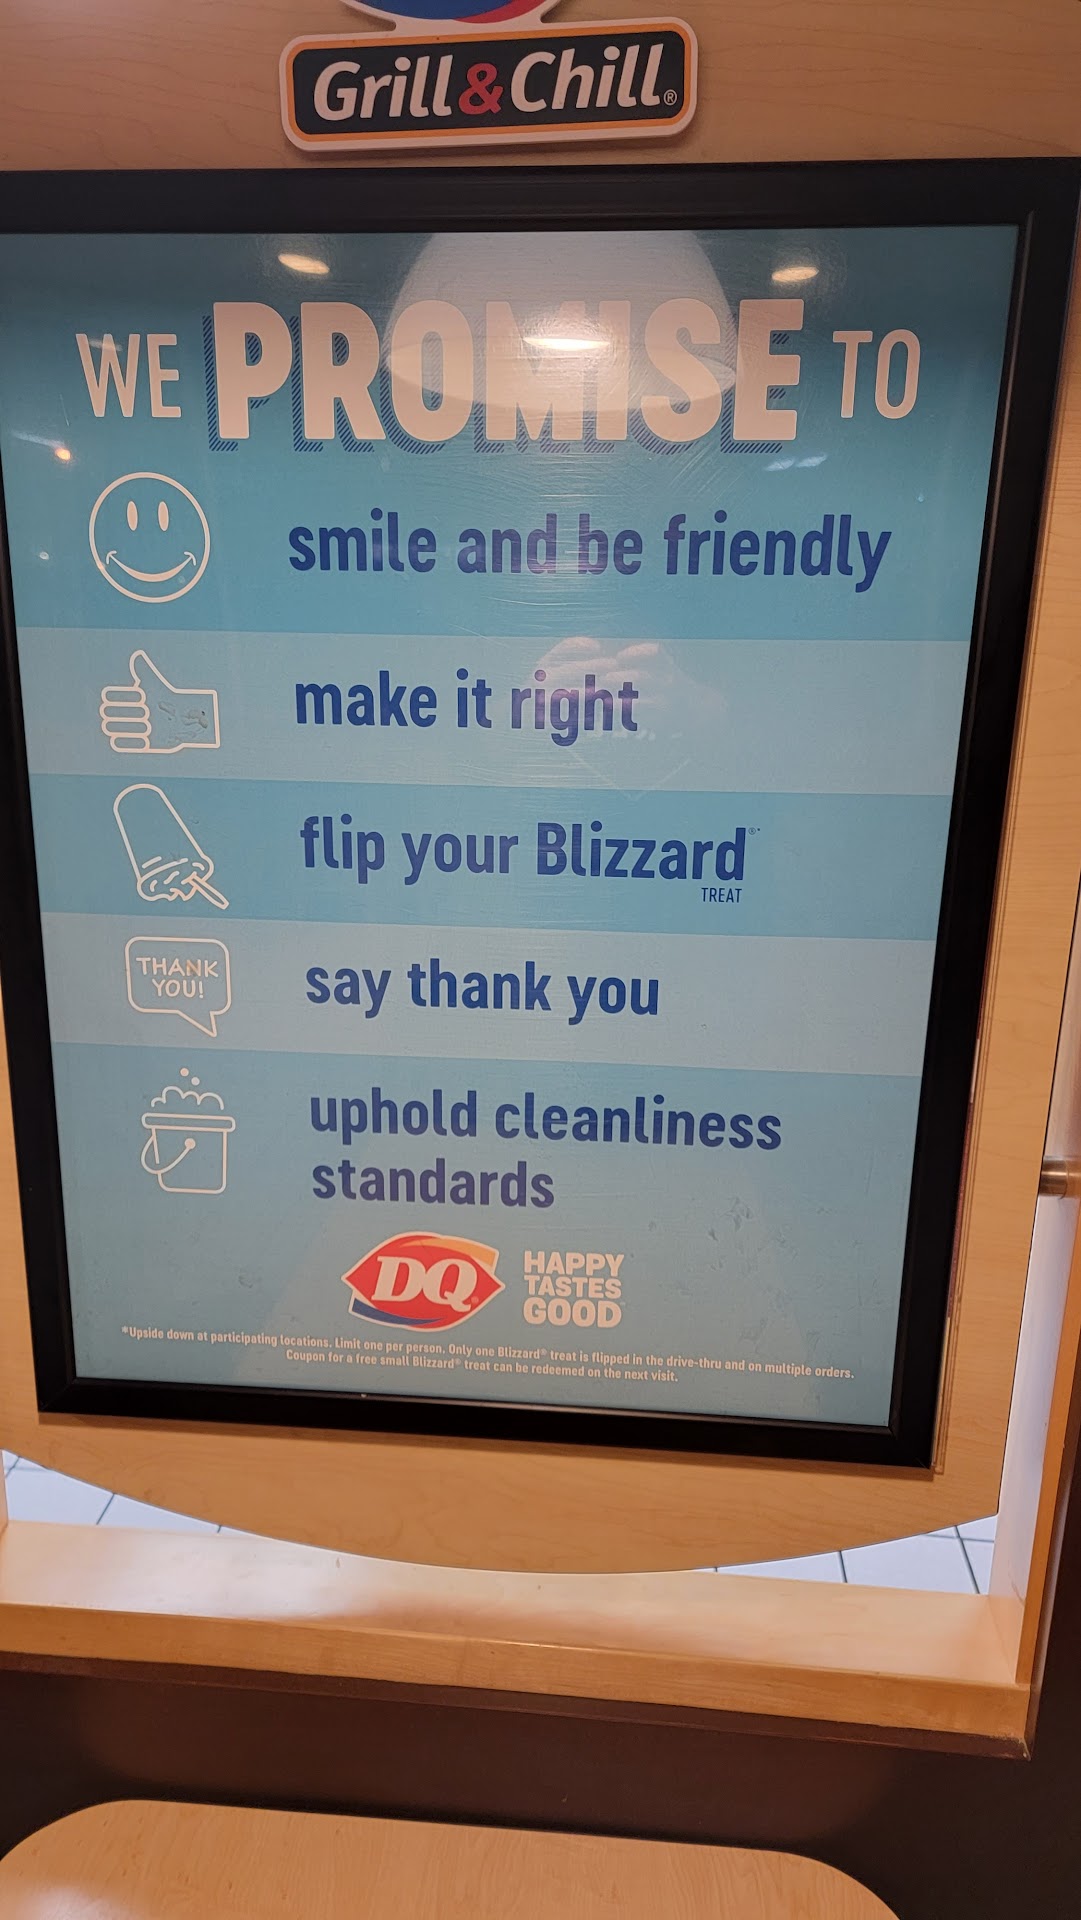 Grill & Chill®
WE PROMISE TO
smile and be friendly
make it right
flip your Blizzard®*
TREAT
THANK
YOU!
say thank you
uphold cleanliness
standards
DQ®
HAPPY
TASTES
GOOD
*Upside down at participating locations. Limit one per person. Only one Blizzard® treat is flipped in the drive-thru and on multiple orders.
Coupon for a free small Blizzard® treat can be redeemed on the next visit.